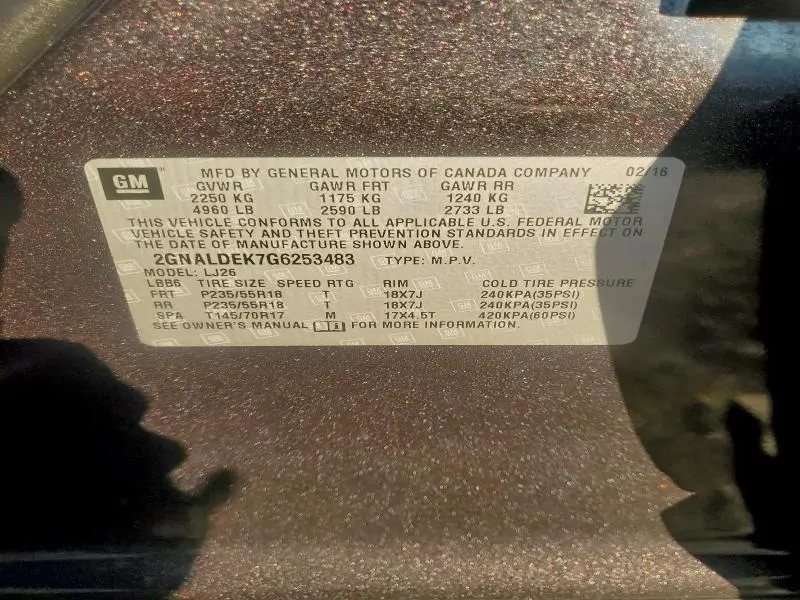 GM MFD BY GENERAL MOTORS OF CANADA COMPANY 02/16
GVWR GAWR FRT GAWR RR
2250 KG 1175 KG 1240 KG
4960 LB 2590 LB 2733 LB
THIS VEHICLE CONFORMS TO ALL APPLICABLE U.S. FEDERAL MOTOR
VEHICLE SAFETY AND THEFT PREVENTION STANDARDS IN EFFECT ON
THE DATE OF MANUFACTURE SHOWN ABOVE.
2GNALDEK7G6253483 TYPE: M.P.V.
MODEL: LJ26
LBB6 TIRE SIZE SPEED RTG RIM COLD TIRE PRESSURE
FRT P235/55R18 T 18X7J 240KPA(35PSI)
RR P235/55R18 T 18X7J 240KPA(35PSI)
SPA T145/70R17 M 17X4.5T 420KPA(60PSI)
SEE OWNER'S MANUAL FOR MORE INFORMATION.